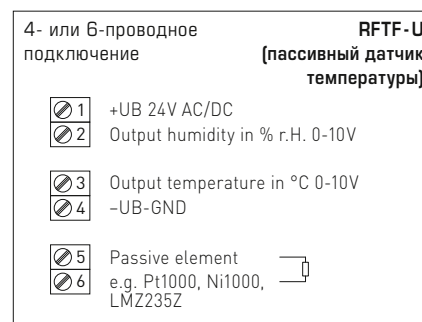 4- или 6-проводное
подключение
RFTF-U
(пассивный датчик
температуры)
1 +UB 24V AC/DC
2 Output humidity in % r.H. 0-10V
3 Output temperature in °C 0-10V
4 –UB-GND
5 Passive element
6 e.g. Pt1000, Ni1000,
LMZ235Z